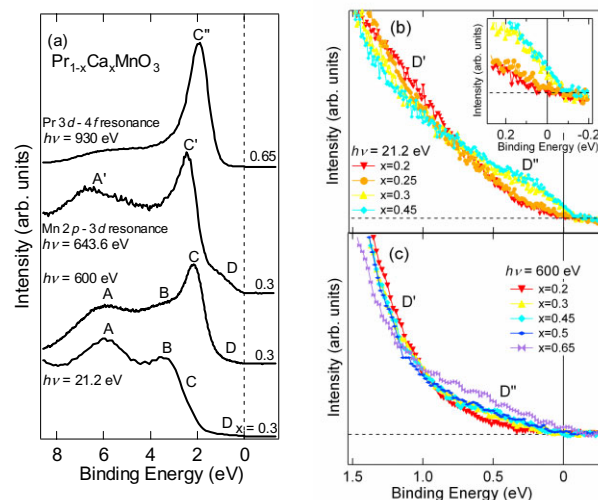 (a)
C"
Pr1-xCaxMnO3
Pr 3d - 4f resonance
hν = 930 eV
0.65
C'
A'
Mn 2p - 3d resonance
hν = 643.6 eV
D
0.3
hν = 600 eV
C
A
B
D
0.3
A
B
hν = 21.2 eV
C
D
x = 0.3
8
6
4
2
0
Binding Energy (eV)
Intensity (arb. units)
(b)
D'
D"
hν = 21.2 eV
x=0.2
x=0.25
x=0.3
x=0.45
Intensity (arb. units)
Intensity (arb. units)
0.2
0
-0.2
Binding Energy (eV)
(c)
hν = 600 eV
x=0.2
x=0.3
x=0.45
x=0.5
x=0.65
D'
D"
Intensity (arb. units)
1.5
1.0
0.5
0
Binding Energy (eV)